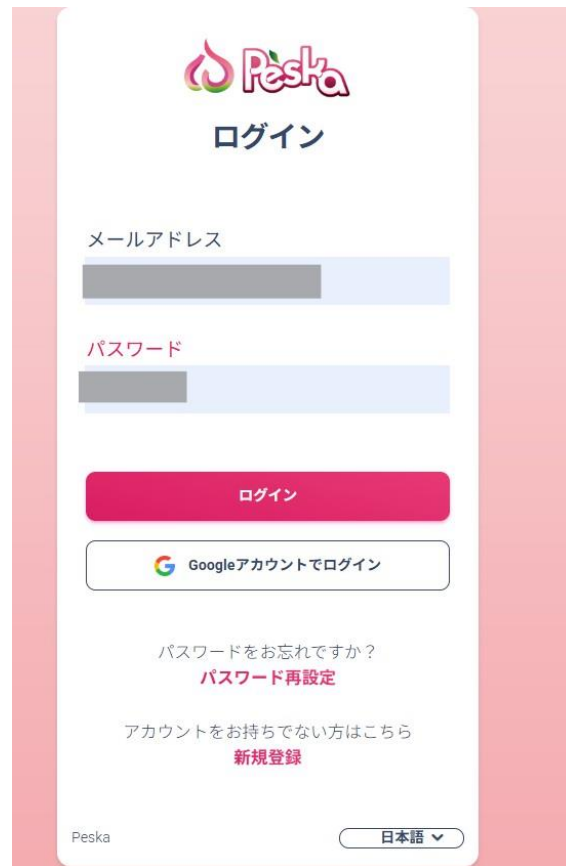 Pèska
ログイン
メールアドレス
パスワード
ログイン
Googleアカウントでログイン
パスワードをお忘れですか？
パスワード再設定
アカウントをお持ちでない方はこちら
新規登録
Peska
日本語